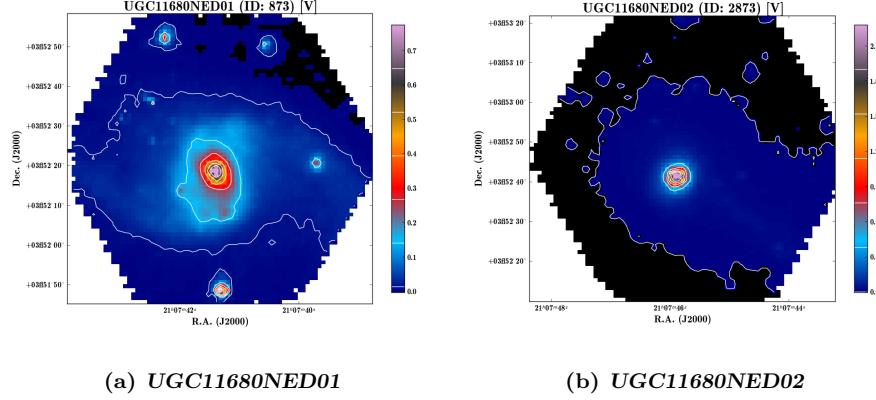 UGC11680NED01 (ID: 873) [V]
+03§52 50'
+03§52 40'
+03§52 30'
+03§52 20'
+03§52 10'
+03§52 00'
+03§51 50'
Dec. (J2000)
21ʰ07ᵐ42ˢ
21ʰ07ᵐ40ˢ
R.A. (J2000)
0.7
0.6
0.5
0.4
0.3
0.2
0.1
0.0
(a) UGC11680NED01
UGC11680NED02 (ID: 2873) [V]
+03§53 20'
+03§53 10'
+03§53 00'
+03§52 50'
+03§52 40'
+03§52 30'
+03§52 20'
Dec. (J2000)
21ʰ07ᵐ48ˢ
21ʰ07ᵐ46ˢ
21ʰ07ᵐ44ˢ
R.A. (J2000)
(b) UGC11680NED02